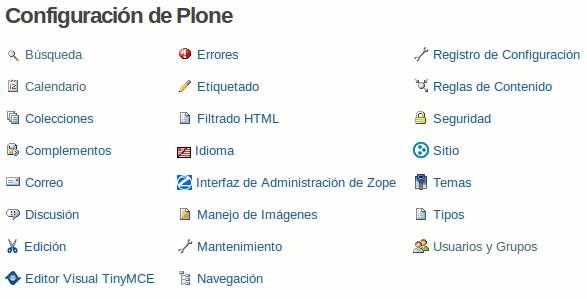 Configuración de Plone
Búsqueda
Errores
Registro de Configuración
Calendario
Etiquetado
Reglas de Contenido
Colecciones
Filtrado HTML
Seguridad
Complementos
Idioma
Sitio
Correo
Interfaz de Administración de Zope
Temas
Discusión
Manejo de Imágenes
Tipos
Edición
Mantenimiento
Usuarios y Grupos
Editor Visual TinyMCE
Navegación